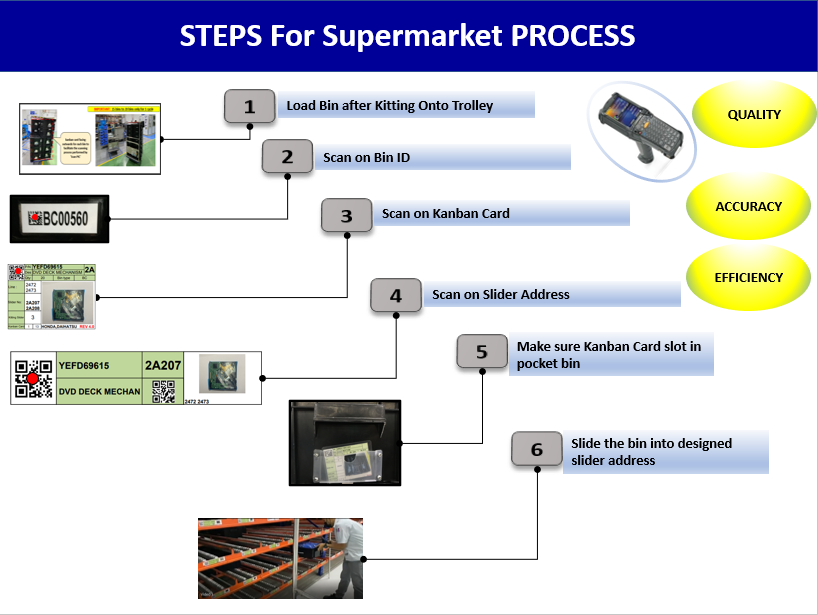 STEPS For Supermarket PROCESS
1
Load Bin after Kitting Onto Trolley
QUALITY
2
Scan on Bin ID
3
Scan on Kanban Card
ACCURACY
BC00560
4
Scan on Slider Address
EFFICIENCY
YEFD69615
2A
DVD DECK MECHANISM
2472
2473
2A207
2A208
3
HONDA,DAIHATSU
5
Make sure Kanban Card slot in
pocket bin
YEFD69615
2A207
DVD DECK MECHAN
2472 2473
6
Slide the bin into designed
slider address